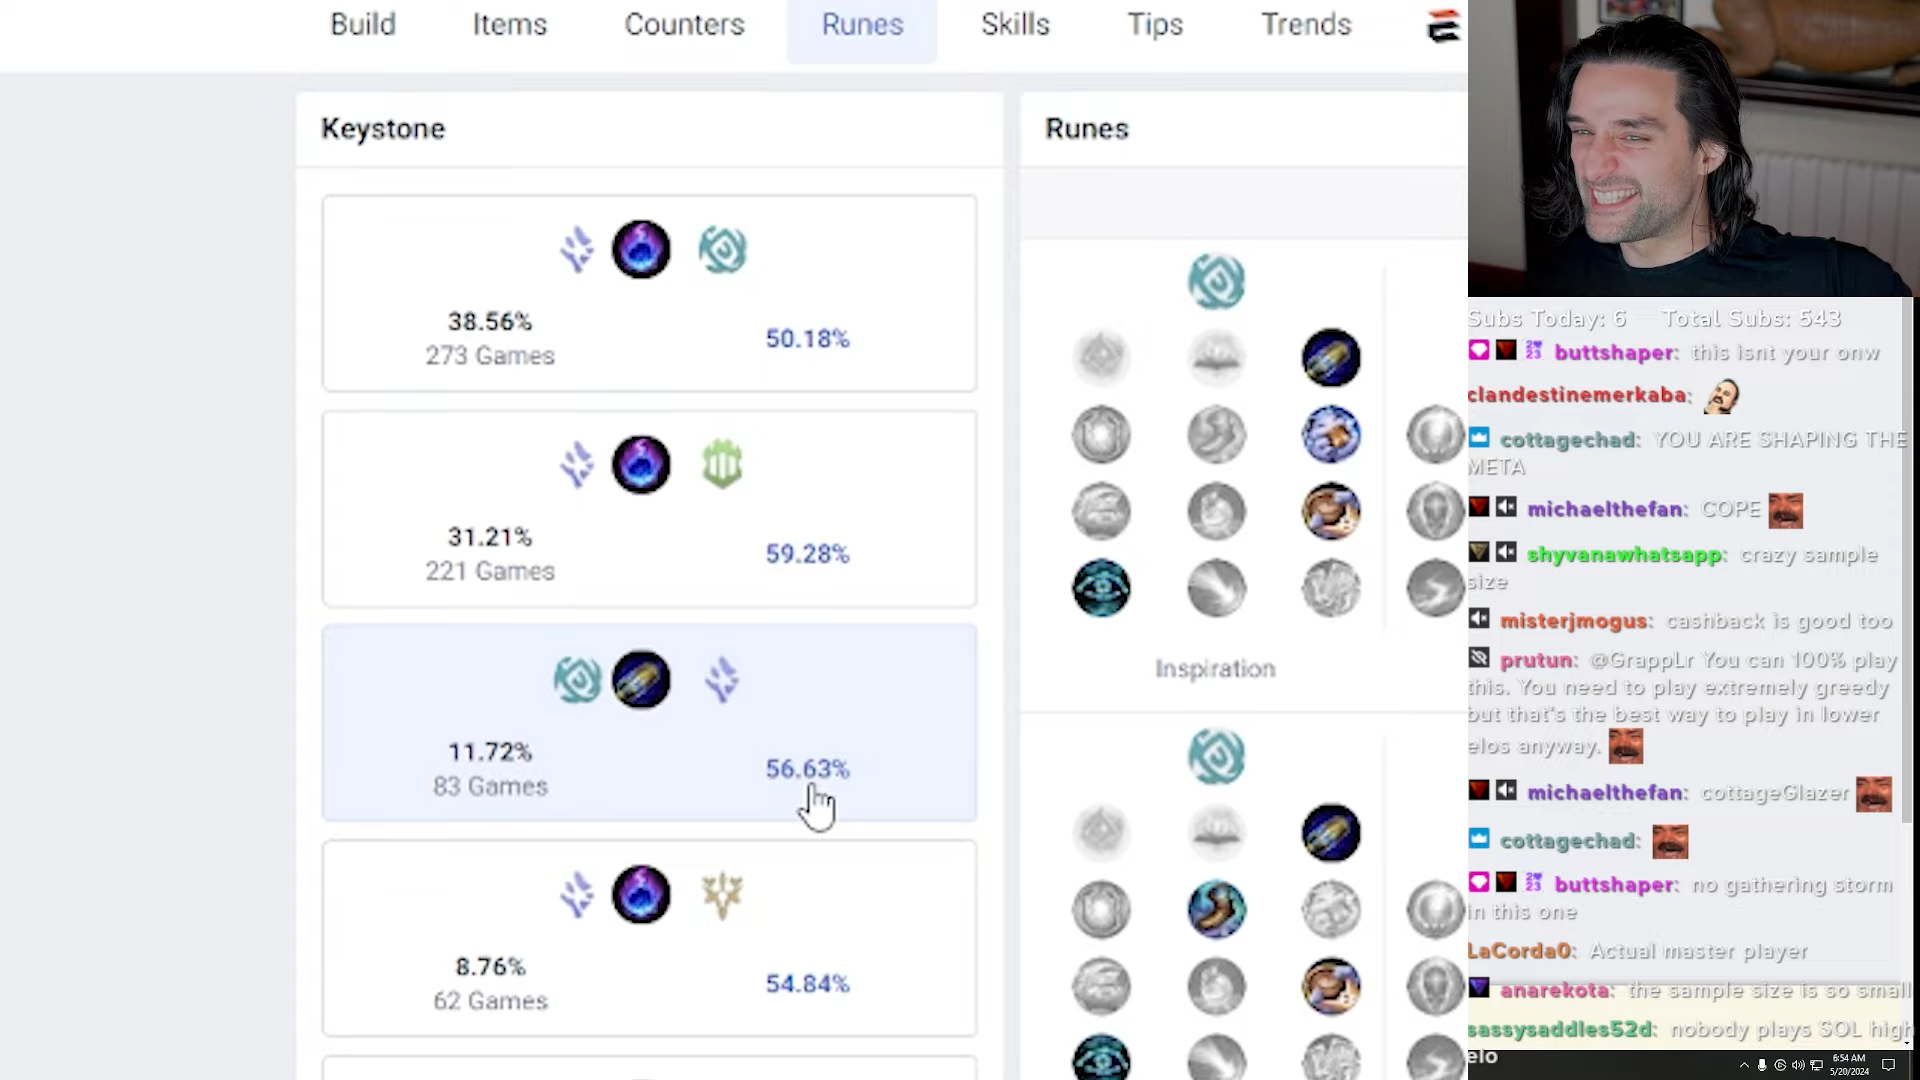 Build Items Counters Runes Skills Tips Trends
Keystone
38.56%
273 Games
50.18%
31.21%
221 Games
59.28%
11.72%
83 Games
56.63%
8.76%
62 Games
54.84%
Runes
Inspiration
Subs Today: 6 Total Subs: 543
buttshaper: this isnt your onw
clandestinemerkaba:
cottagechad: YOU ARE SHAPING THE
META
michaelthefan: COPE
shyvanawhatsapp: crazy sample
size
misterjmogus: cashback is good too
prutun: @GrappLr You can 100% play
this. You need to play extremely greedy
but that's the best way to play in lower
elos anyway.
michaelthefan: cottageGlazer
cottagechad:
buttshaper: no gathering storm
in this one
LaCorda0: Actual master player
anarekota: the sample size is so small
sassysaddles52d: nobody plays SOL high
elo
6:54 AM
5/20/2024